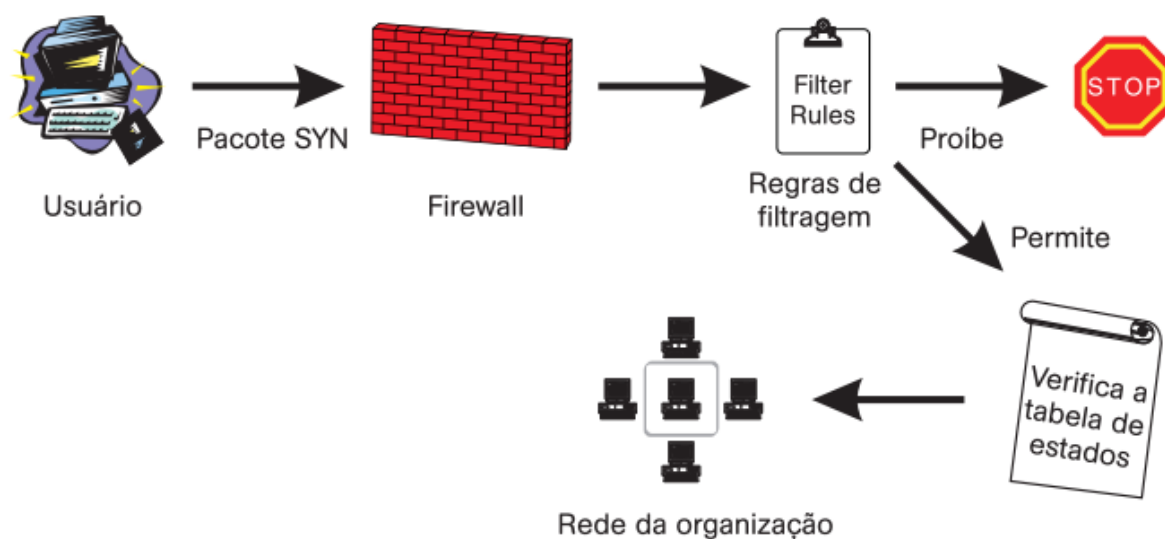 Usuário
Pacote SYN
Firewall
Filter
Rules
Regras de
filtragem
Proíbe
STOP
Permite
Verifica a
tabela de
estados
Rede da organização